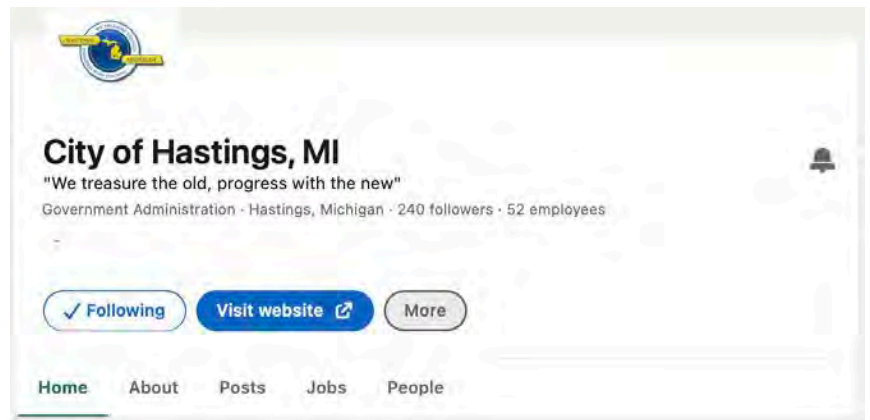 City of Hastings, MI
"We treasure the old, progress with the new"
Government Administration · Hastings, Michigan · 240 followers · 52 employees
✓ Following Visit website More
Home About Posts Jobs People